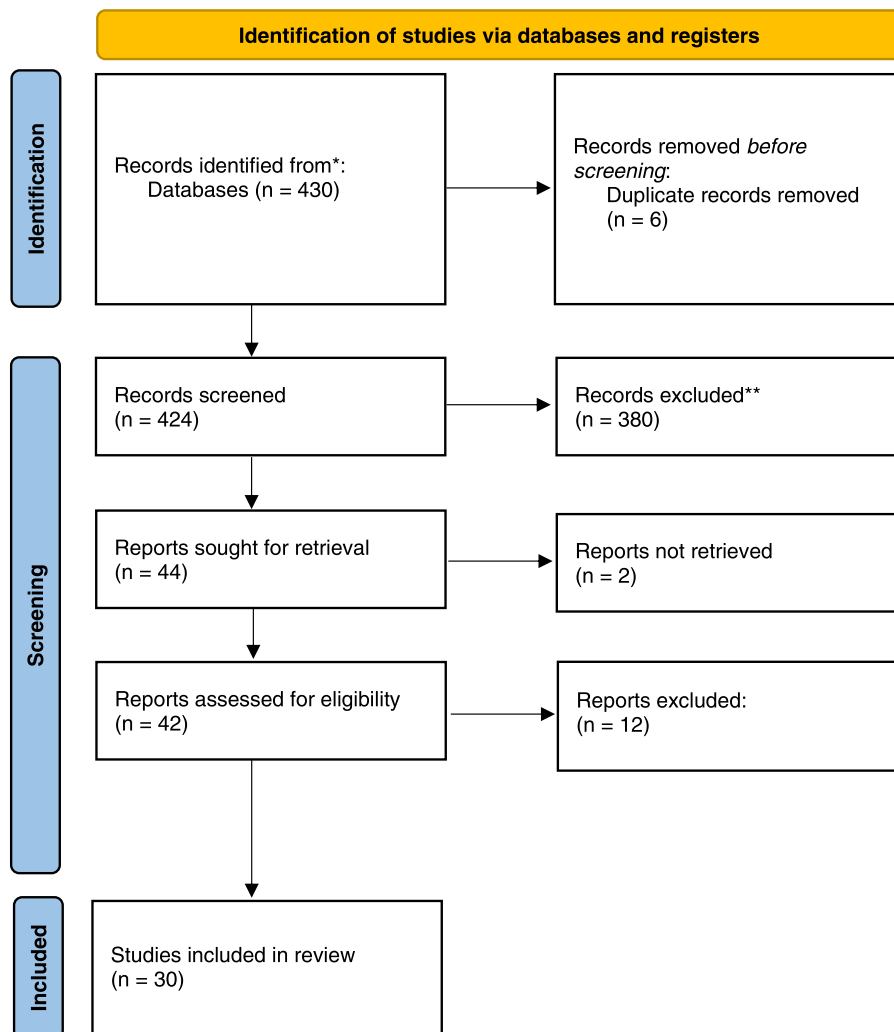 Identification of studies via databases and registers
Identification
Records identified from*:
Databases (n = 430)
Records removed before
screening:
Duplicate records removed
(n = 6)
Screening
Records screened
(n = 424)
Records excluded**
(n = 380)
Reports sought for retrieval
(n = 44)
Reports not retrieved
(n = 2)
Reports assessed for eligibility
(n = 42)
Reports excluded:
(n = 12)
Included
Studies included in review
(n = 30)